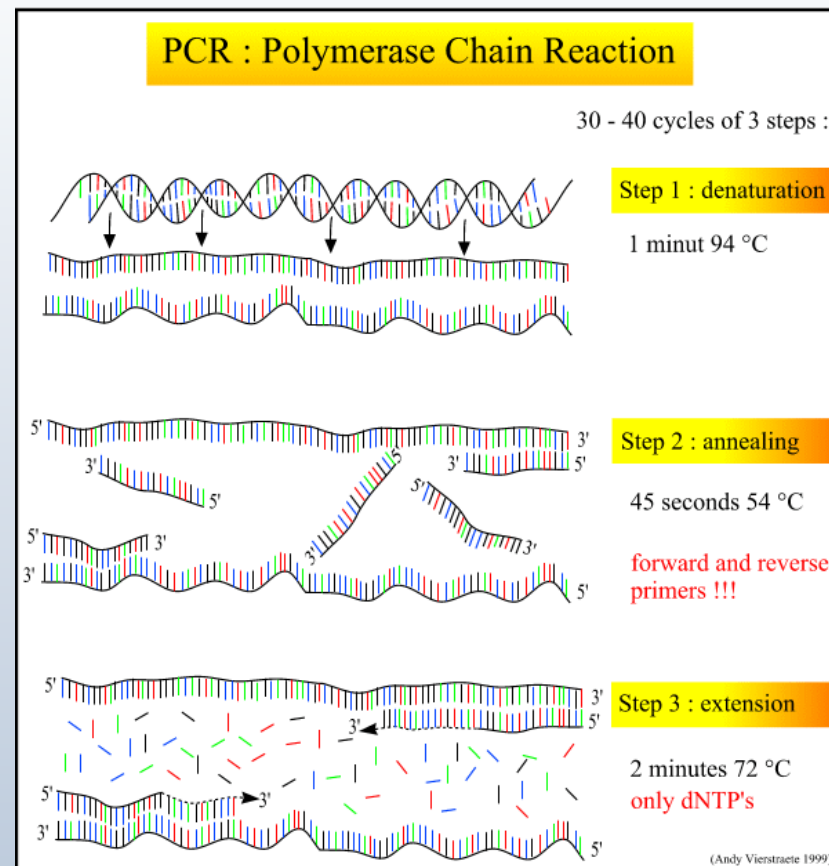 PCR : Polymerase Chain Reaction
30 - 40 cycles of 3 steps :
Step 1 : denaturation
1 minut 94 °C
5'
3'
Step 2 : annealing
3'
5'
3'
5'
5
5'
45 seconds 54 °C
5'
3'
3'
3'
forward and reverse
primers !!!
3'
5'
5'
3'
Step 3 : extension
3'
5'
2 minutes 72 °C
5'
3'
only dNTP's
3'
5'
(Andy Vierstraete 1999)